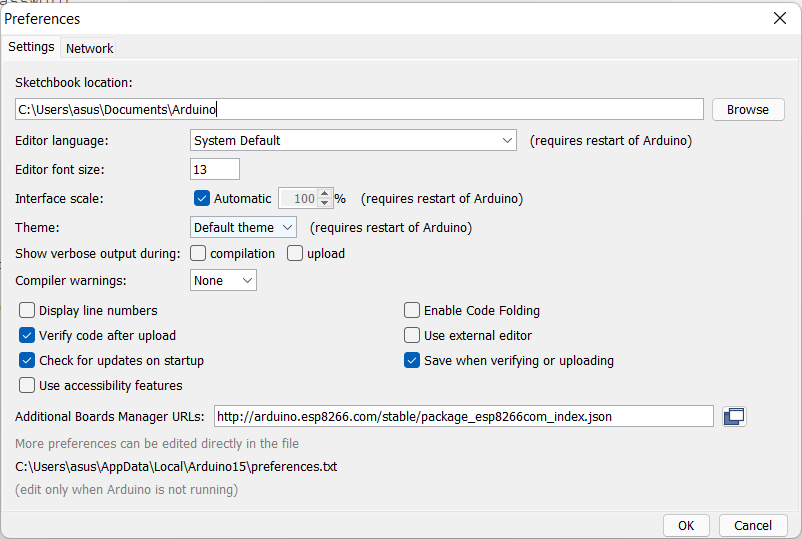 Preferences
Settings Network
Sketchbook location:
C:\Users\asus\Documents\Arduino Browse
Editor language: System Default (requires restart of Arduino)
Editor font size: 13
Interface scale: Automatic 100 % (requires restart of Arduino)
Theme: Default theme (requires restart of Arduino)
Show verbose output during: compilation upload
Compiler warnings: None
Display line numbers Enable Code Folding
Verify code after upload Use external editor
Check for updates on startup Save when verifying or uploading
Use accessibility features
Additional Boards Manager URLs: http://arduino.esp8266.com/stable/package_esp8266com_index.json
More preferences can be edited directly in the file
C:\Users\asus\AppData\Local\Arduino15\preferences.txt
(edit only when Arduino is not running)
OK Cancel